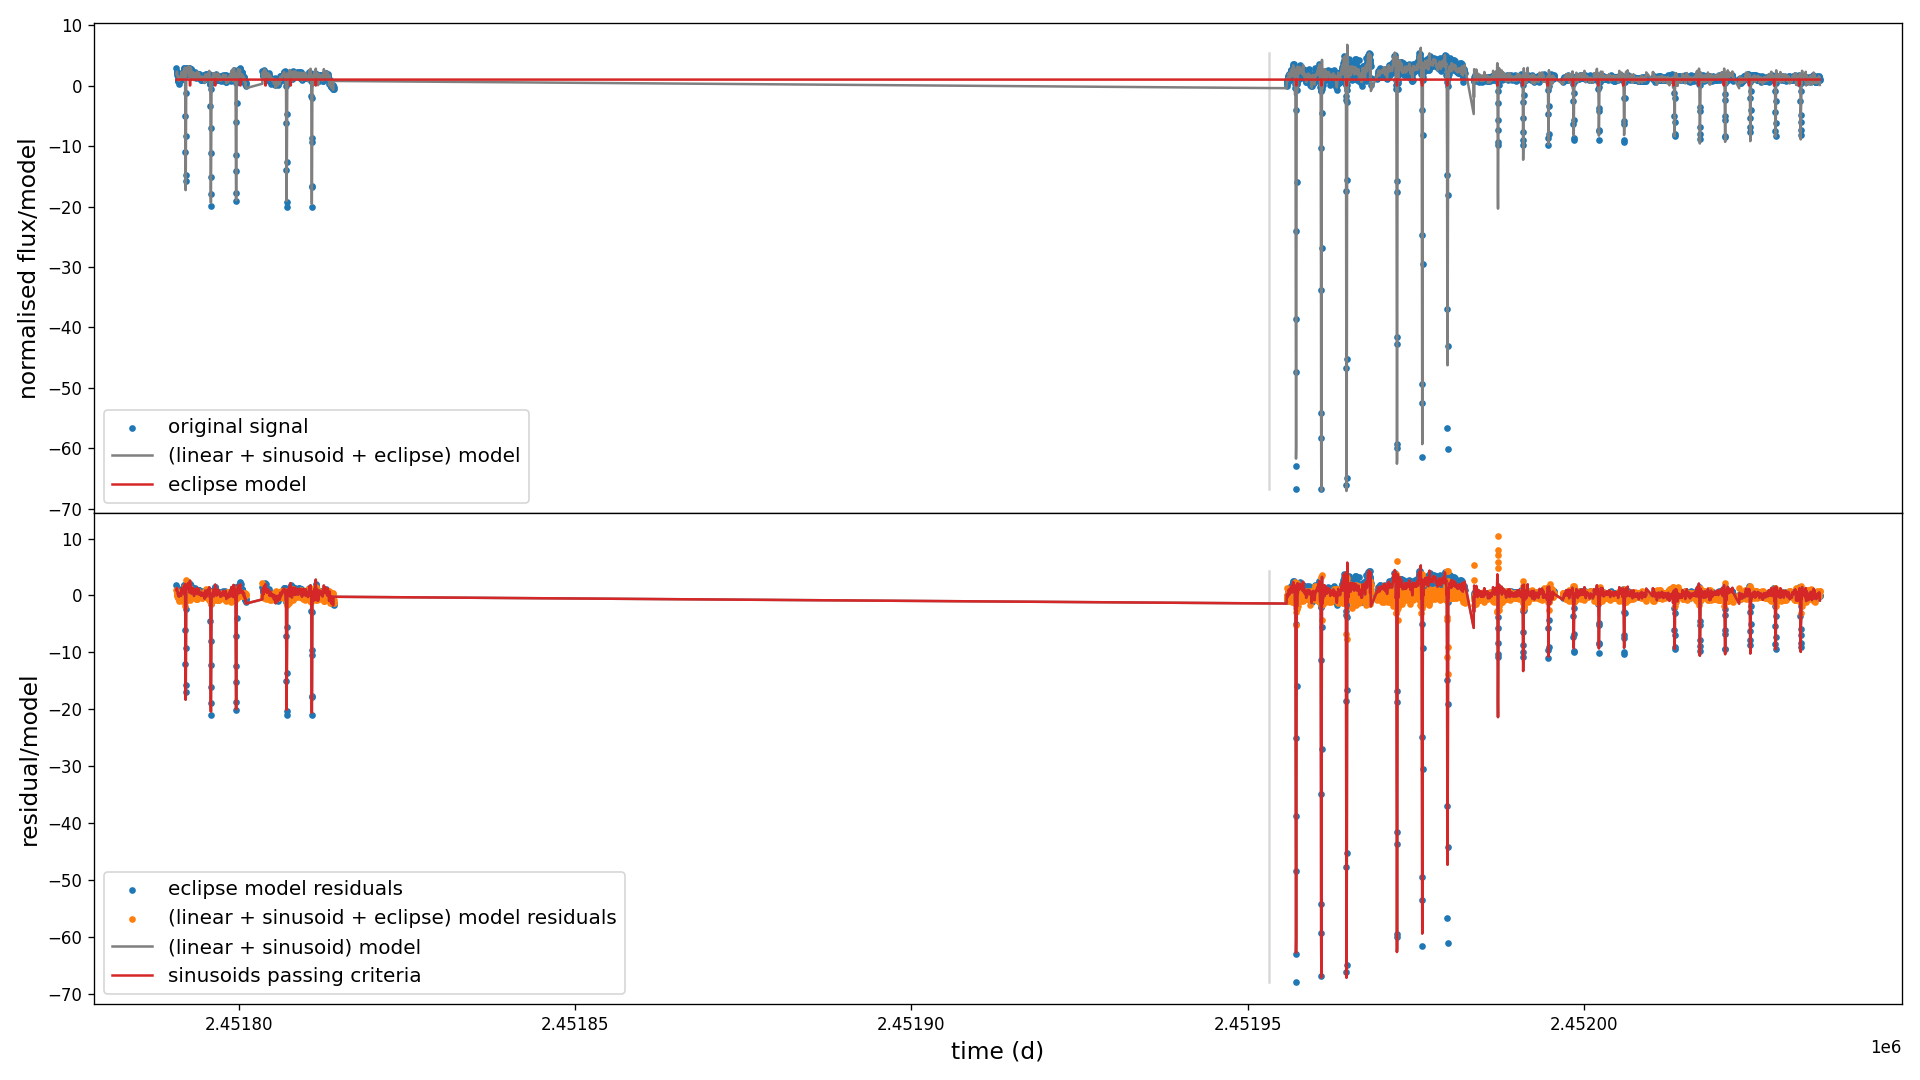 10
0
−10
−20
−30
−40
−50
−60
−70
normalised flux/model
original signal
(linear + sinusoid + eclipse) model
eclipse model
10
0
−10
−20
−30
−40
−50
−60
−70
residual/model
eclipse model residuals
(linear + sinusoid + eclipse) model residuals
(linear + sinusoid) model
sinusoids passing criteria
2.45180 2.45185 2.45190 2.45195 2.45200
1e6
time (d)